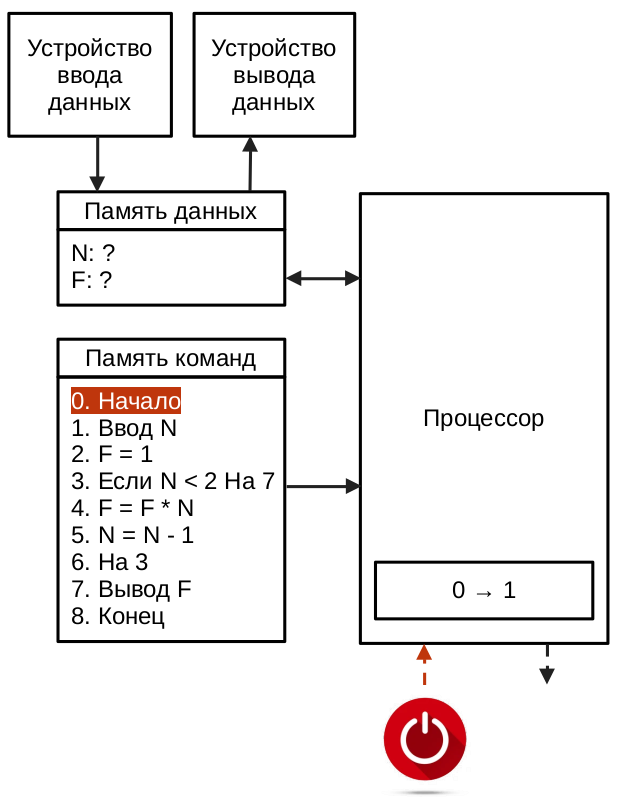 Устройство
ввода
данных
Устройство
вывода
данных
Память данных
N: ?
F: ?
Память команд
0. Начало
1. Ввод N
2. F = 1
3. Если N < 2 На 7
4. F = F * N
5. N = N - 1
6. На 3
7. Вывод F
8. Конец
Процессор
0 → 1